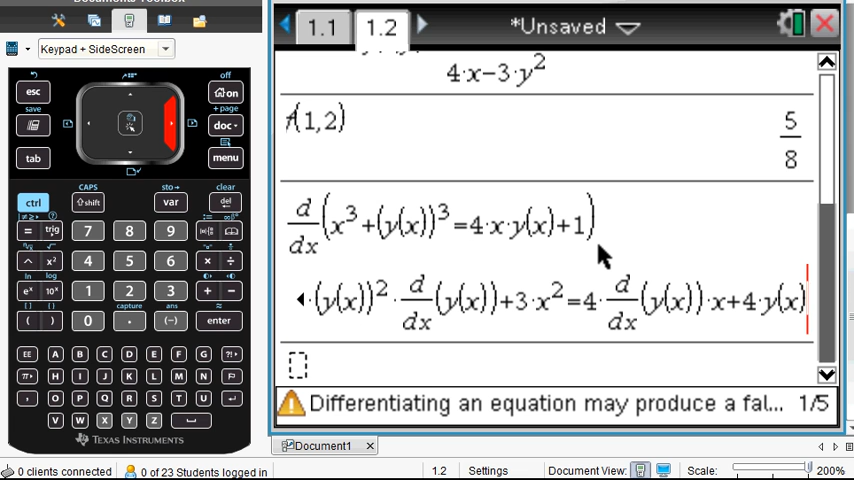 Documents Toolbox
Keypad + SideScreen
esc
off
on
save
+ page
doc
tab
menu
CAPS
sto→
clear
ctrl
shift
var
del
= trig 7 8 9
^ x² 4 5 6 × ÷
in log
eˣ 10ˣ 1 2 3 + −
capture ans
( ) 0 . (−) enter
EE A B C D E F ?!
π G H I J K L
, M N O P Q R
S T U
V W X Y Z
TEXAS INSTRUMENTS
0 clients connected
0 of 23 Students logged in
1.1 1.2 *Unsaved
4·x−3·y²
f(1,2) 5/8
d/dx(x³+(y(x))³=4·x·y(x)+1)
·(y(x))²·d/dx(y(x))+3·x²=4·d/dx(y(x))·x+4·y(x)
Differentiating an equation may produce a fal... 1/5
Document1
1.2 Settings Document View: Scale: 200%